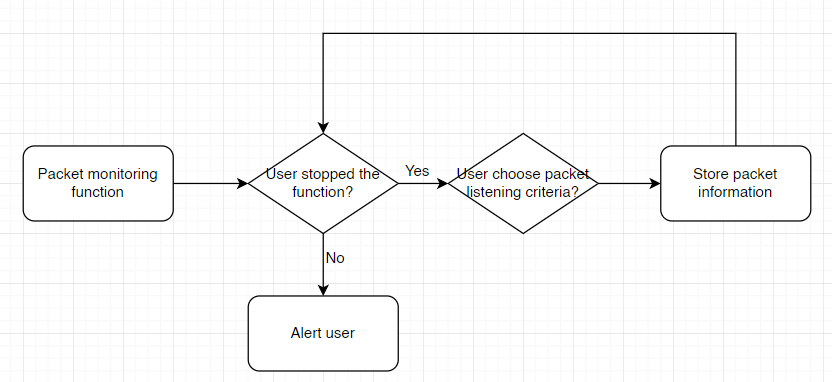 Packet monitoring
function
User stopped the
function?
Yes
User choose packet
listening criteria?
Store packet
information
No
Alert user